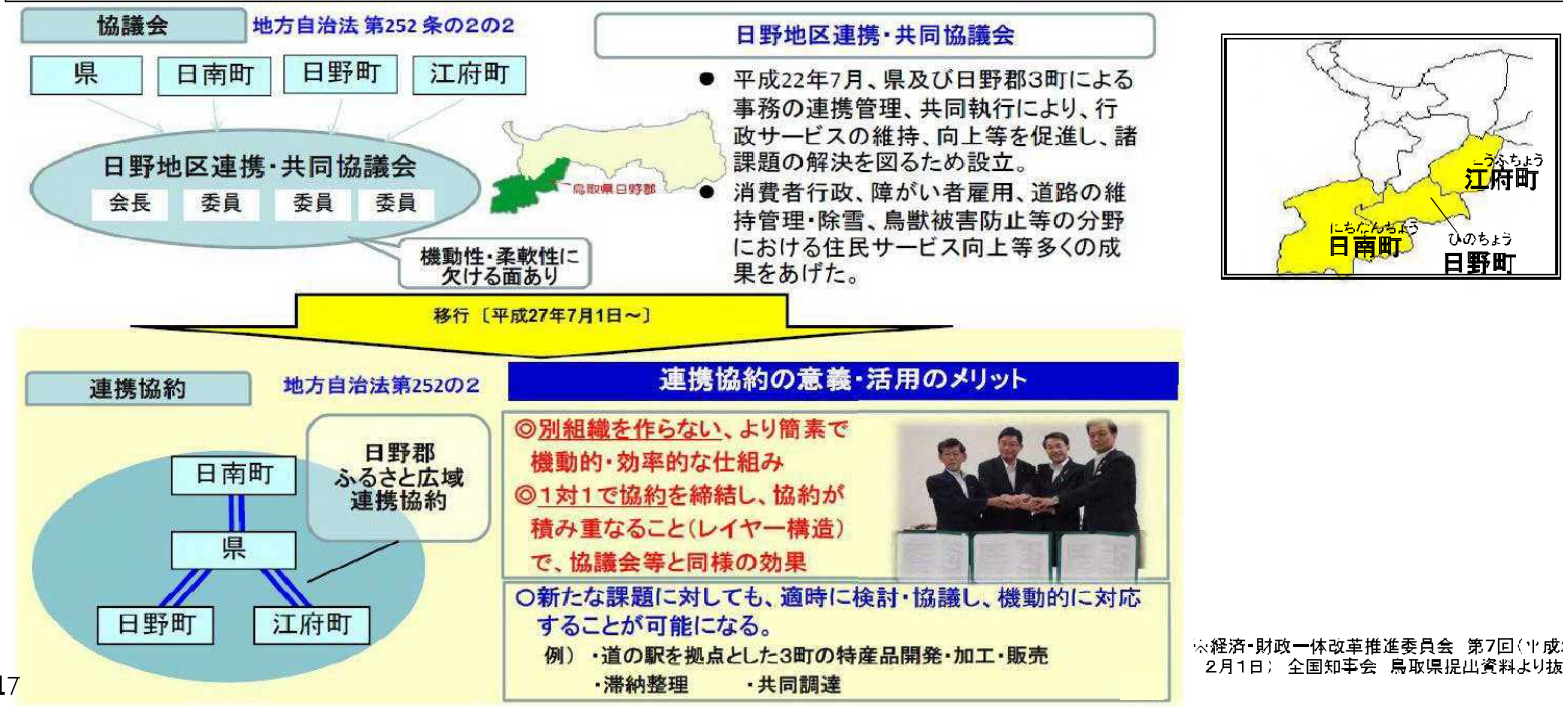 協議会
地方自治法 第252 条の2の2
県
日南町
日野町
江府町
日野地区連携・共同協議会
会長
委員
委員
委員
機動性・柔軟性に
欠ける面あり
鳥取県日野郡
日野地区連携・共同協議会
● 平成22年7月、県及び日野郡3町による
事務の連携管理、共同執行により、行
政サービスの維持、向上等を促進し、諸
課題の解決を図るため設立。
● 消費者行政、障がい者雇用、道路の維
持管理・除雪、鳥獣被害防止等の分野
における住民サービス向上等多くの成
果をあげた。
こうふちょう
江府町
にちなんちょう
日南町
ひのちょう
日野町
移行 〔平成27年7月1日~〕
連携協約
地方自治法第252の2
日野郡
ふるさと広域
連携協約
日南町
県
日野町
江府町
連携協約の意義・活用のメリット
◎別組織を作らない、より簡素で
機動的・効率的な仕組み
◎1対1で協約を締結し、協約が
積み重なること(レイヤー構造)
で、協議会等と同様の効果
○新たな課題に対しても、適時に検討・協議し、機動的に対応
することが可能になる。
例) ・道の駅を拠点とした3町の特産品開発・加工・販売
・滞納整理 ・共同調達
※経済・財政一体改革推進委員会 第7回(平成
2月1日) 全国知事会 鳥取県提出資料より抜
17